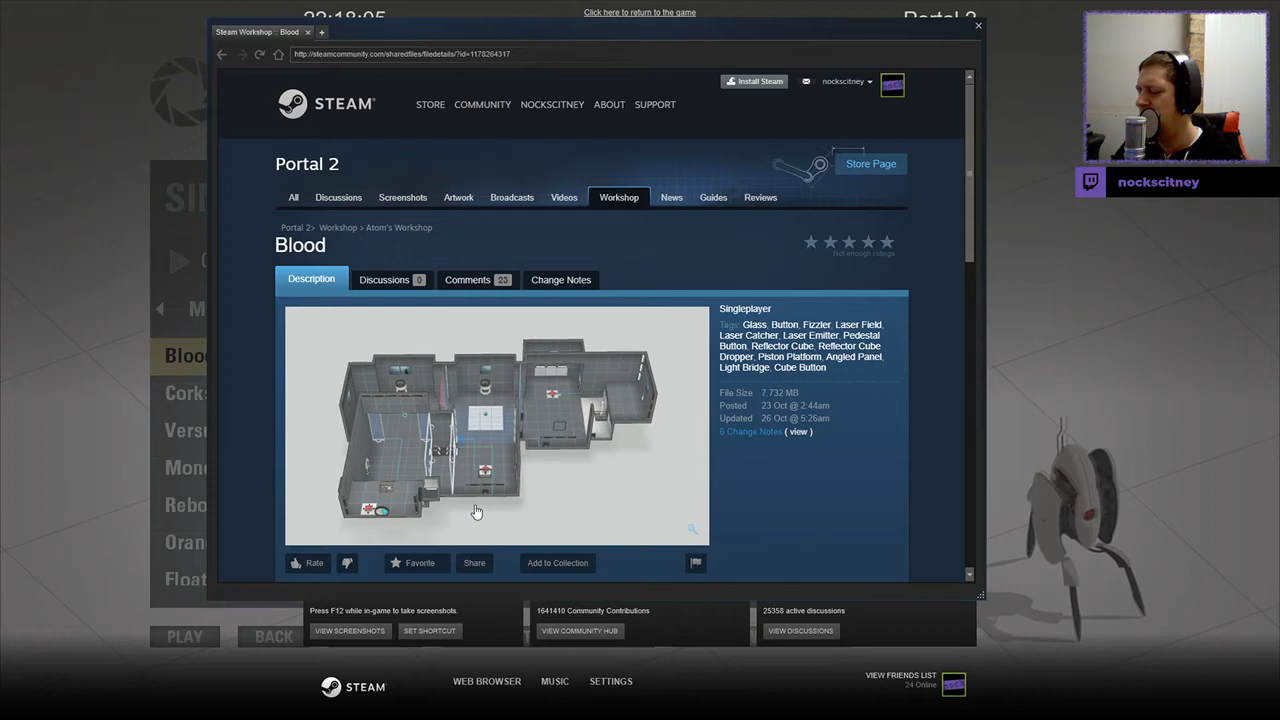 22:18:05
Click here to return to the game
Portal 2
Steam Workshop :: Blood
http://steamcommunity.com/sharedfiles/filedetails/?id=1178264317
Install Steam
nockscitney
STEAM
STORE COMMUNITY NOCKSCITNEY ABOUT SUPPORT
nockscitney
Portal 2
Store Page
All Discussions Screenshots Artwork Broadcasts Videos Workshop News Guides Reviews
Portal 2> Workshop > Atom's Workshop
Blood
Not enough ratings
Description Discussions 0 Comments 23 Change Notes
Singleplayer
Tags: Glass, Button, Fizzler, Laser Field,
Laser Catcher, Laser Emitter, Pedestal
Button, Reflector Cube, Reflector Cube
Dropper, Piston Platform, Angled Panel,
Light Bridge, Cube Button
File Size 7.732 MB
Posted 23 Oct @ 2:44am
Updated 26 Oct @ 5:26am
6 Change Notes ( view )
Rate
Favorite
Share
Add to Collection
SIN
M
Blood
Corks
Versu
Mon
Rebo
Oran
Float
PLAY BACK
Press F12 while in-game to take screenshots.
VIEW SCREENSHOTS SET SHORTCUT
1641410 Community Contributions
VIEW COMMUNITY HUB
25358 active discussions
VIEW DISCUSSIONS
STEAM
WEB BROWSER MUSIC SETTINGS
VIEW FRIENDS LIST
24 Online